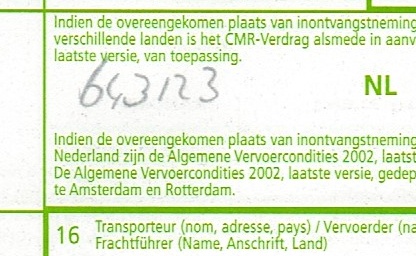 Indien de overeengekomen plaats van inontvangstneming
verschillende landen is het CMR-Verdrag alsmede in aanv
laatste versie, van toepassing.
643123
NL
Indien de overeengekomen plaats van inontvangstneming
Nederland zijn de Algemene Vervoercondities 2002, laatst
De Algemene Vervoercondities 2002, laatste versie, gedep
te Amsterdam en Rotterdam.
16 Transporteur (nom, adresse, pays) / Vervoerder (na
Frachtführer (Name, Anschrift, Land)